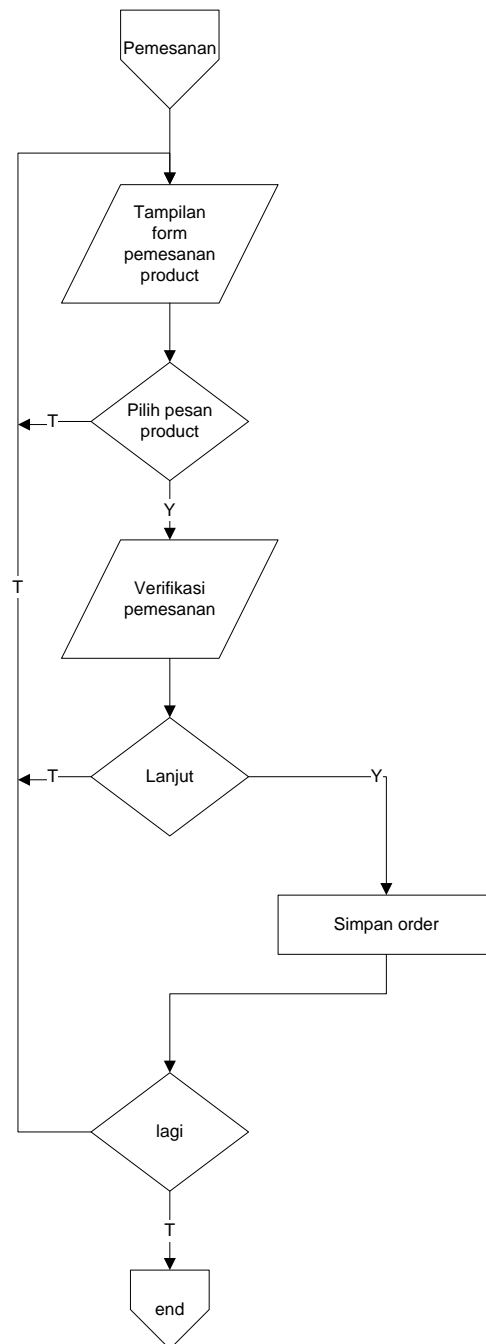 Pemesanan
Tampilan
form
pemesanan
product
Pilih pesan
product
T
Y
T
Verifikasi
pemesanan
Lanjut
T
Y
Simpan order
lagi
T
end